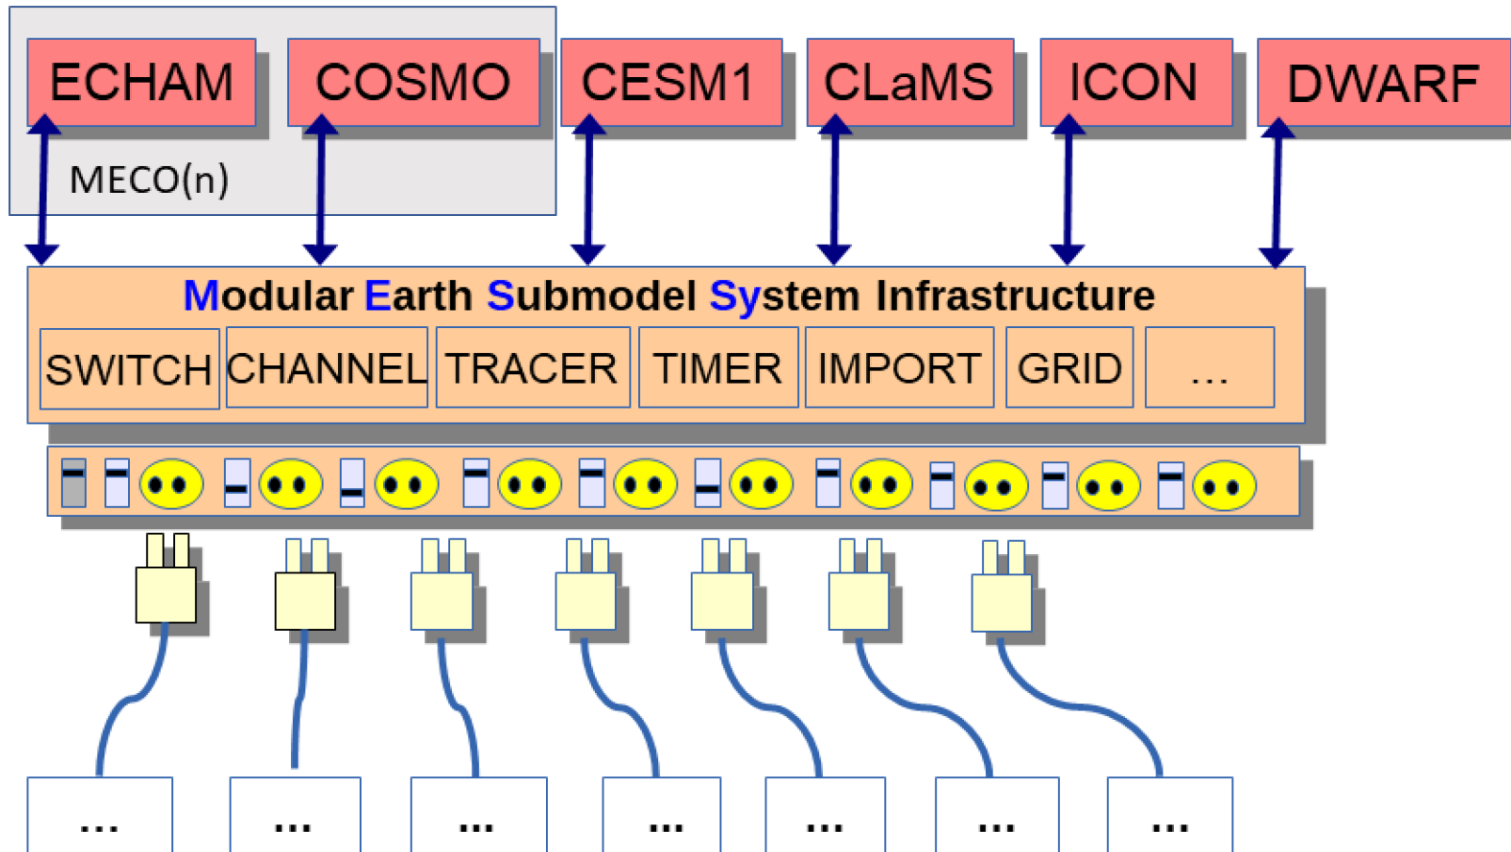 ECHAM COSMO CESM1 CLaMS ICON DWARF
MECO(n)
Modular Earth Submodel System Infrastructure
SWITCH CHANNEL TRACER TIMER IMPORT GRID ...
... ... ... ... ... ... ...